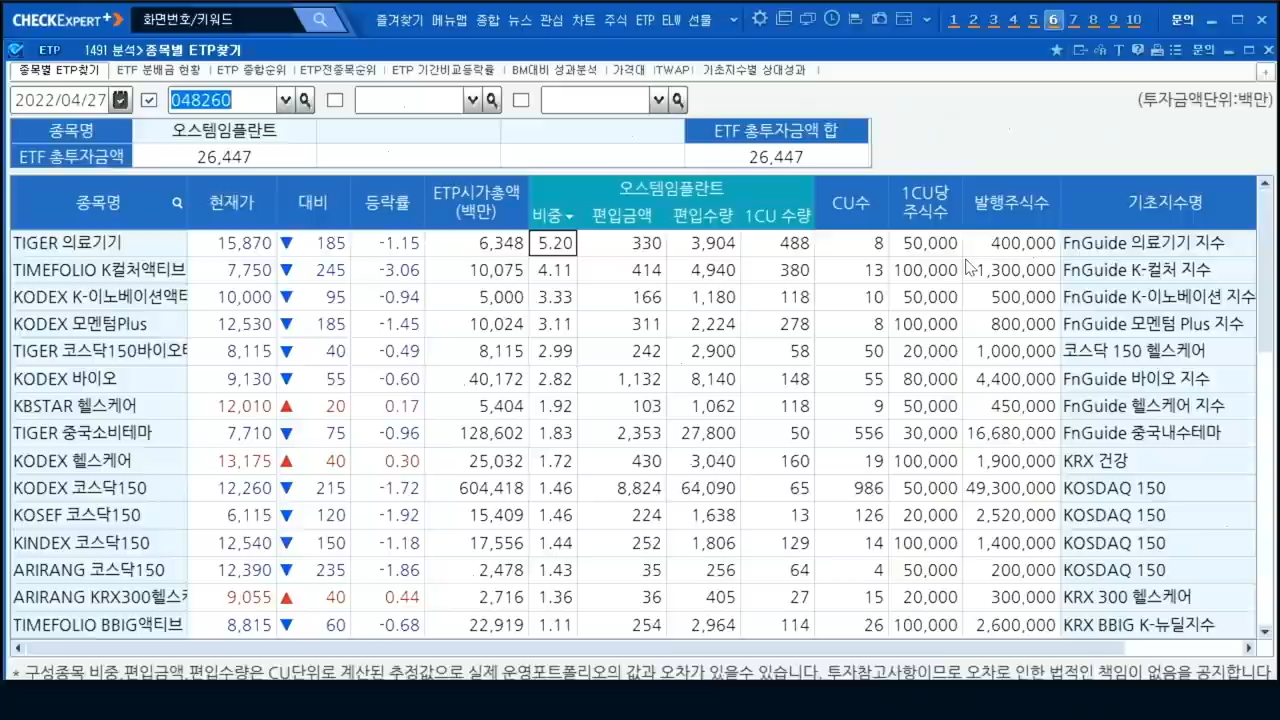 CHECKEXPERT+ 화면번호/키워드 즐겨찾기 메뉴맵 종합 뉴스 관심 차트 주식 ETP ELW 선물 1 2 3 4 5 6 7 8 9 10 문의
ETP 1491 분석>종목별 ETP찾기 T 문의
종목별 ETP찾기 ETF 분배금 현황 ETP 종합순위 ETP전종목순위 ETP 기간비교등락률 BM대비 성과분석 가격대 TWAP 기초지수별 상대성과
2022/04/27 048260 (투자금액단위:백만)
종목명 오스템임플란트 ETF 총투자금액 합
ETF 총투자금액 26,447 26,447
종목명 현재가 대비 등락률 ETP시가총액 (백만) 오스템임플란트 비중 편입금액 편입수량 1CU 수량 CU수 1CU당 주식수 발행주식수 기초지수명
TIGER 의료기기 15,870 ▼ 185 -1.15 6,348 5.20 330 3,904 488 8 50,000 400,000 FnGuide 의료기기 지수
TIMEFOLIO K컬처액티브 7,750 ▼ 245 -3.06 10,075 4.11 414 4,940 380 13 100,000 1,300,000 FnGuide K-컬처 지수
KODEX K-이노베이션액티 10,000 ▼ 95 -0.94 5,000 3.33 166 1,180 118 10 50,000 500,000 FnGuide K-이노베이션 지수
KODEX 모멘텀Plus 12,530 ▼ 185 -1.45 10,024 3.11 311 2,224 278 8 100,000 800,000 FnGuide 모멘텀 Plus 지수
TIGER 코스닥150바이오 8,115 ▼ 40 -0.49 8,115 2.99 242 2,900 58 50 20,000 1,000,000 코스닥 150 헬스케어
KODEX 바이오 9,130 ▼ 55 -0.60 40,172 2.82 1,132 8,140 148 55 80,000 4,400,000 FnGuide 바이오 지수
KBSTAR 헬스케어 12,010 ▲ 20 0.17 5,404 1.92 103 1,062 118 9 50,000 450,000 FnGuide 헬스케어 지수
TIGER 중국소비테마 7,710 ▼ 75 -0.96 128,602 1.83 2,353 27,800 50 556 30,000 16,680,000 FnGuide 중국내수테마
KODEX 헬스케어 13,175 ▲ 40 0.30 25,032 1.72 430 3,040 160 19 100,000 1,900,000 KRX 건강
KODEX 코스닥150 12,260 ▼ 215 -1.72 604,418 1.46 8,824 64,090 65 986 50,000 49,300,000 KOSDAQ 150
KOSEF 코스닥150 6,115 ▼ 120 -1.92 15,409 1.46 224 1,638 13 126 20,000 2,520,000 KOSDAQ 150
KINDEX 코스닥150 12,540 ▼ 150 -1.18 17,556 1.44 252 1,806 129 14 100,000 1,400,000 KOSDAQ 150
ARIRANG 코스닥150 12,390 ▼ 235 -1.86 2,478 1.43 35 256 64 4 50,000 200,000 KOSDAQ 150
ARIRANG KRX300헬스 9,055 ▲ 40 0.44 2,716 1.36 36 405 27 15 20,000 300,000 KRX 300 헬스케어
TIMEFOLIO BBIG액티브 8,815 ▼ 60 -0.68 22,919 1.11 254 2,964 114 26 100,000 2,600,000 KRX BBIG K-뉴딜지수
* 구성종목 비중,편입금액,편입수량은 CU단위로 계산된 추정값으로 실제 운영포트폴리오의 값과 오차가 있을수 있습니다. 투자참고사항이므로 오차로 인한 법적인 책임이 없음을 공지합니다